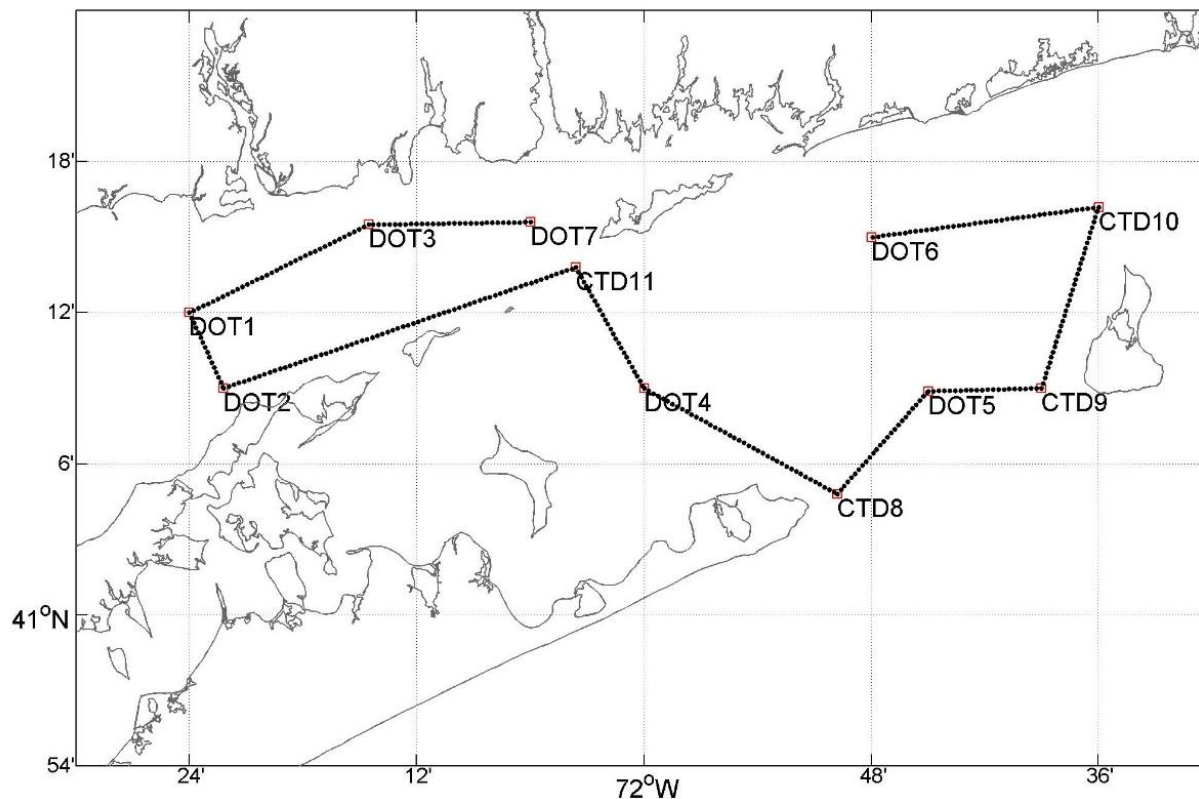 18'
DOT3
DOT7
CTD10
DOT6
CTD11
12'
DOT1
DOT2
DOT4
DOT5
CTD9
6'
CTD8
41°N
54'
24'
12'
72°W
48'
36'